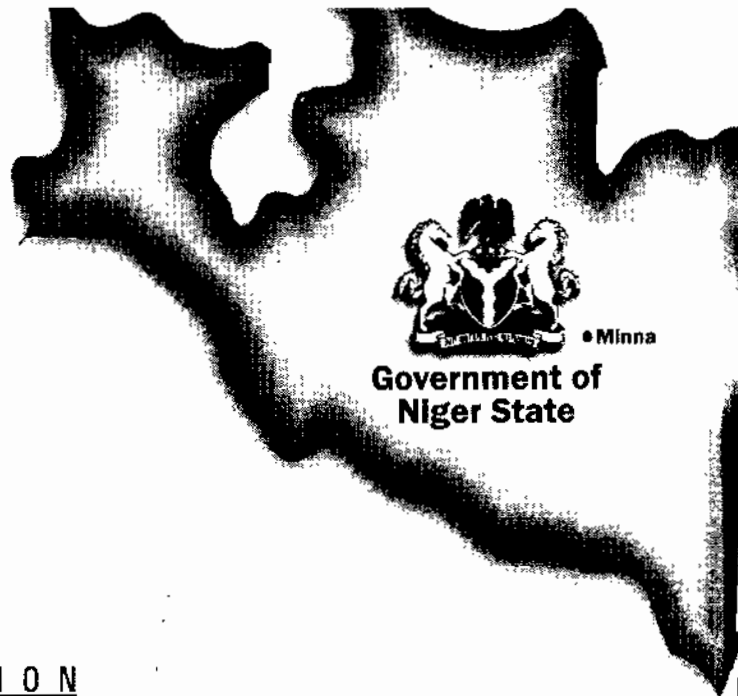 •Minna
Government of
Niger State
I O N